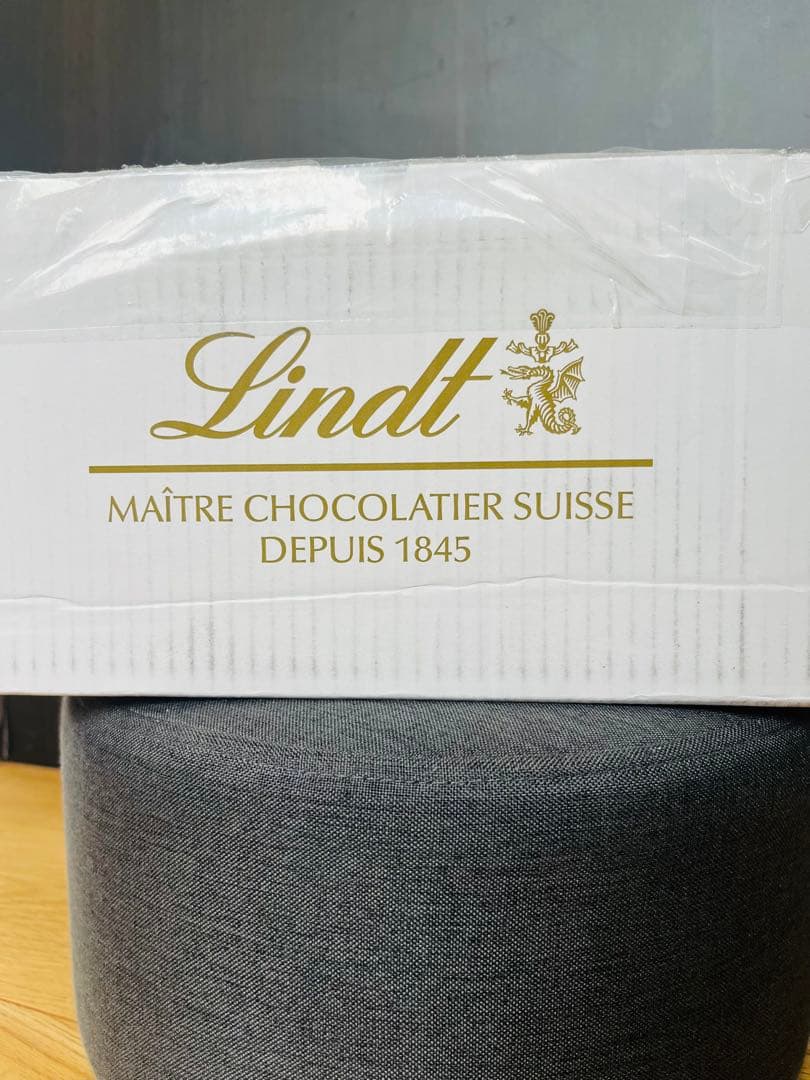 Lindt
MAÎTRE CHOCOLATIER SUISSE
DEPUIS 1845